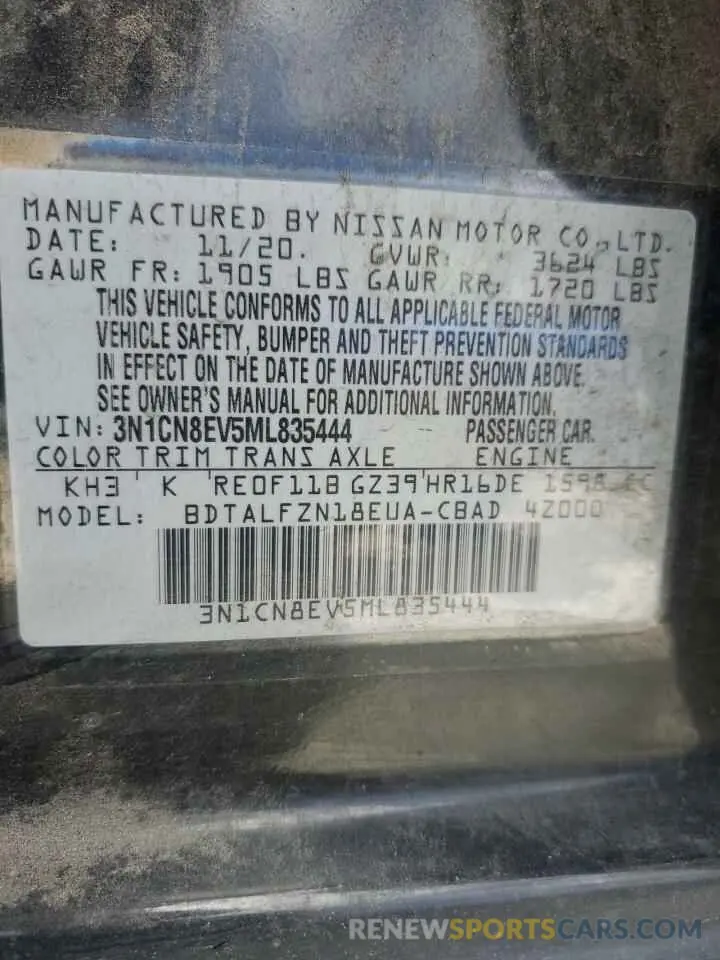 MANUFACTURED BY NISSAN MOTOR CO.,LTD.
DATE: 11/20. GVWR: 3624 LBS
GAWR FR: 1905 LBS GAWR RR: 1720 LBS
THIS VEHICLE CONFORMS TO ALL APPLICABLE FEDERAL MOTOR
VEHICLE SAFETY, BUMPER AND THEFT PREVENTION STANDARDS
IN EFFECT ON THE DATE OF MANUFACTURE SHOWN ABOVE.
SEE OWNER'S MANUAL FOR ADDITIONAL INFORMATION.
VIN: 3N1CN8EV5ML835444 PASSENGER CAR.
COLOR TRIM TRANS AXLE ENGINE
KH3 K RE0F11B GZ39 HR16DE 1598 CC
MODEL: BDTALFZN18EUA-CBAD 4Z000
3N1CN8EV5ML835444
RENEWSPORTSCARS.COM